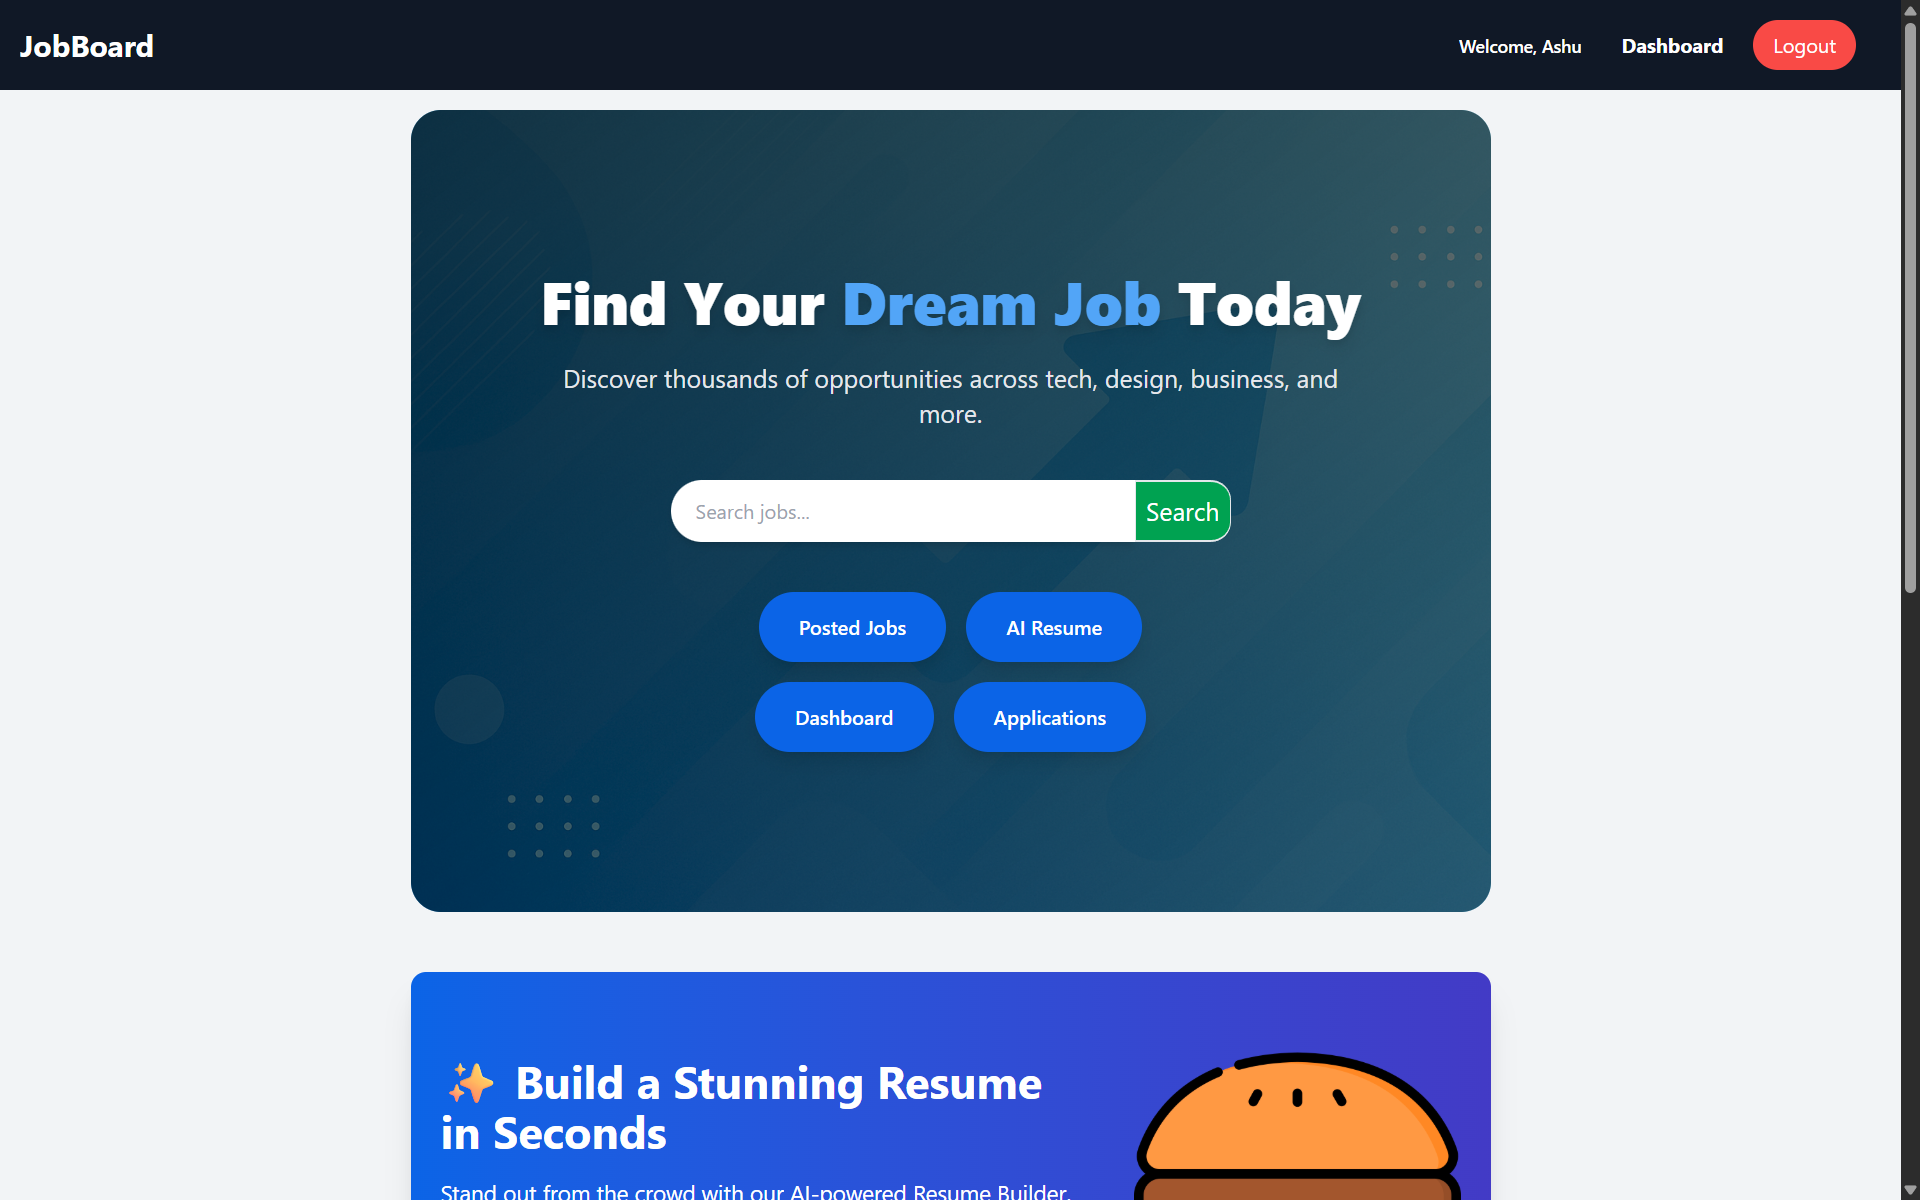 JobBoard
Welcome, Ashu
Dashboard
Logout
Find Your Dream Job Today
Discover thousands of opportunities across tech, design, business, and
more.
Search jobs...
Search
Posted Jobs
AI Resume
Dashboard
Applications
✨ Build a Stunning Resume
in Seconds
Stand out from the crowd with our AI-powered Resume Builder.